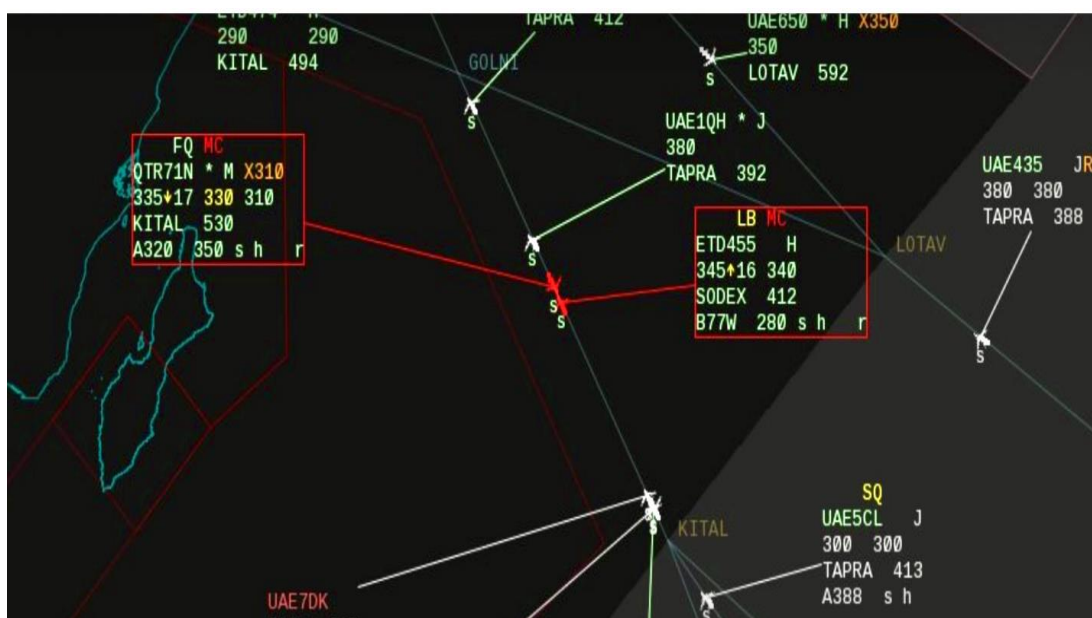 ETD474 H
290 290
KITAL 494
TAPRA 412
UAE650 * H X350
350
LOTAV 592
GOLNI
FQ MC
QTR71N * M X310
335↓17 330 310
KITAL 530
A320 350 s h r
UAE1QH * J
380
TAPRA 392
UAE435 JR
380 380
TAPRA 388
LB MC
ETD455 H
345↑16 340
SODEX 412
B77W 280 s h r
LOTAV
S
S
S
S
S
S
SQ
UAE5CL J
300 300
TAPRA 413
A388 s h
KITAL
S
S
UAE7DK